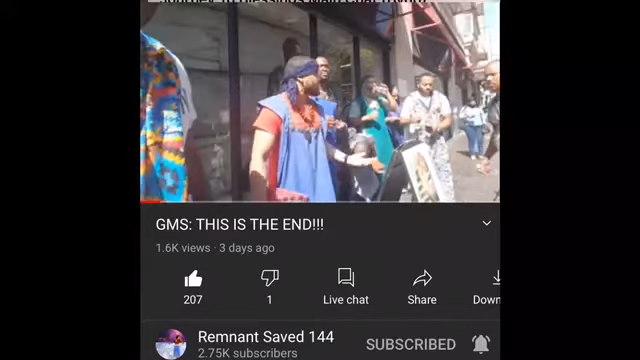 GMS: THIS IS THE END!!!
1.6K views · 3 days ago
207
1
Live chat
Share
Down
Remnant Saved 144
2.75K subscribers
SUBSCRIBED